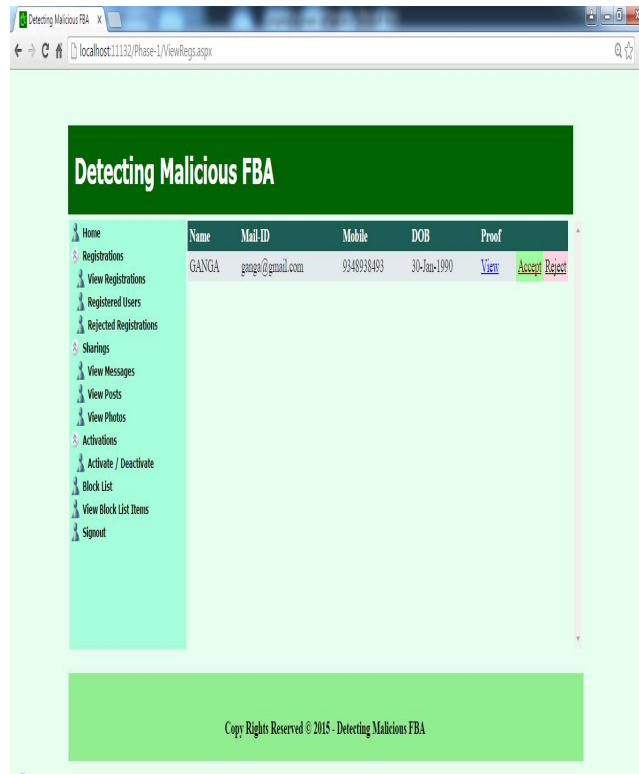 Detecting Malicious FBA
localhost:11132/Phase-1/ViewRegs.aspx
Detecting Malicious FBA
Home
Registrations
View Registrations
Registered Users
Rejected Registrations
Sharings
View Messages
View Posts
View Photos
Activations
Activate / Deactivate
Block List
View Block List Items
Signout
Name Mail-ID Mobile DOB Proof
GANGA ganga@gmail.com 9348938493 30-Jan-1990 View Accept Reject
Copy Rights Reserved © 2015 - Detecting Malicious FBA